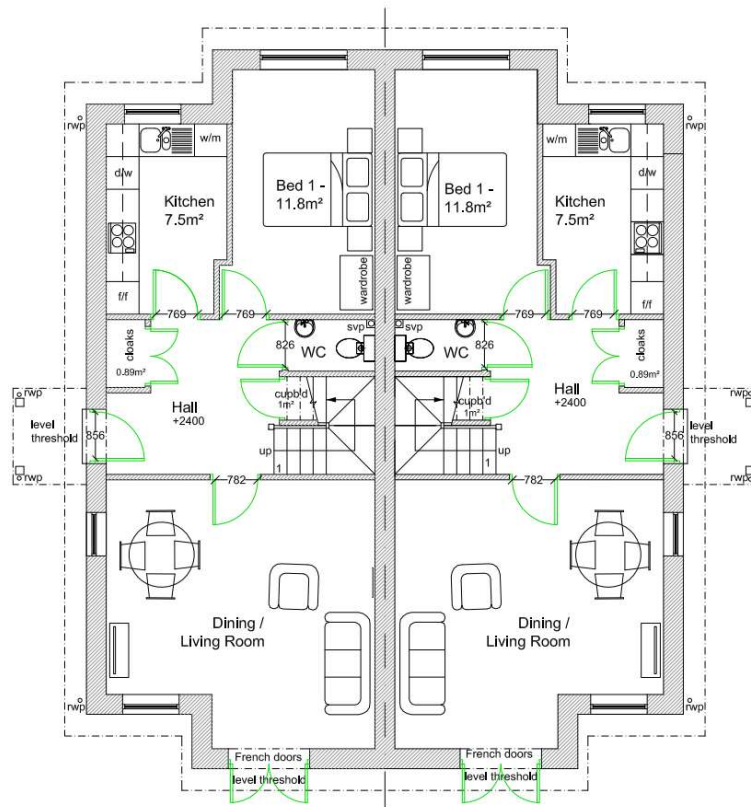 rwp
w/m
w/m
rwp
d/w
Kitchen
7.5m²
Bed 1 -
11.8m²
Bed 1 -
11.8m²
Kitchen
7.5m²
d/w
wardrobe
wardrobe
f/f
f/f
769
769
769
769
cloaks
0.89m²
826
svp
svp
WC
WC
826
cloaks
0.89m²
rwp
Hall
+2400
cupb'd
1m²
cupb'd
1m²
Hall
+2400
rwp
level
threshold
856
up
1
up
1
856
level
threshold
rwp
782
782
rwp
Dining /
Living Room
Dining /
Living Room
rwp
rwp
French doors
level threshold
French doors
level threshold